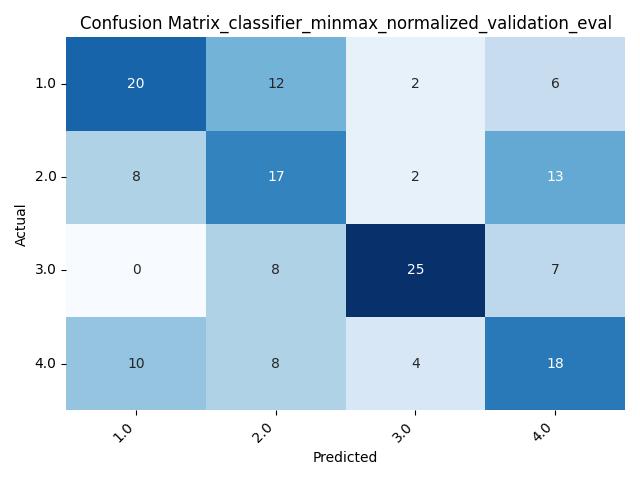 Confusion Matrix_classifier_minmax_normalized_validation_eval
Actual
1.0 20 12 2 6
2.0 8 17 2 13
3.0 0 8 25 7
4.0 10 8 4 18
1.0 2.0 3.0 4.0
Predicted